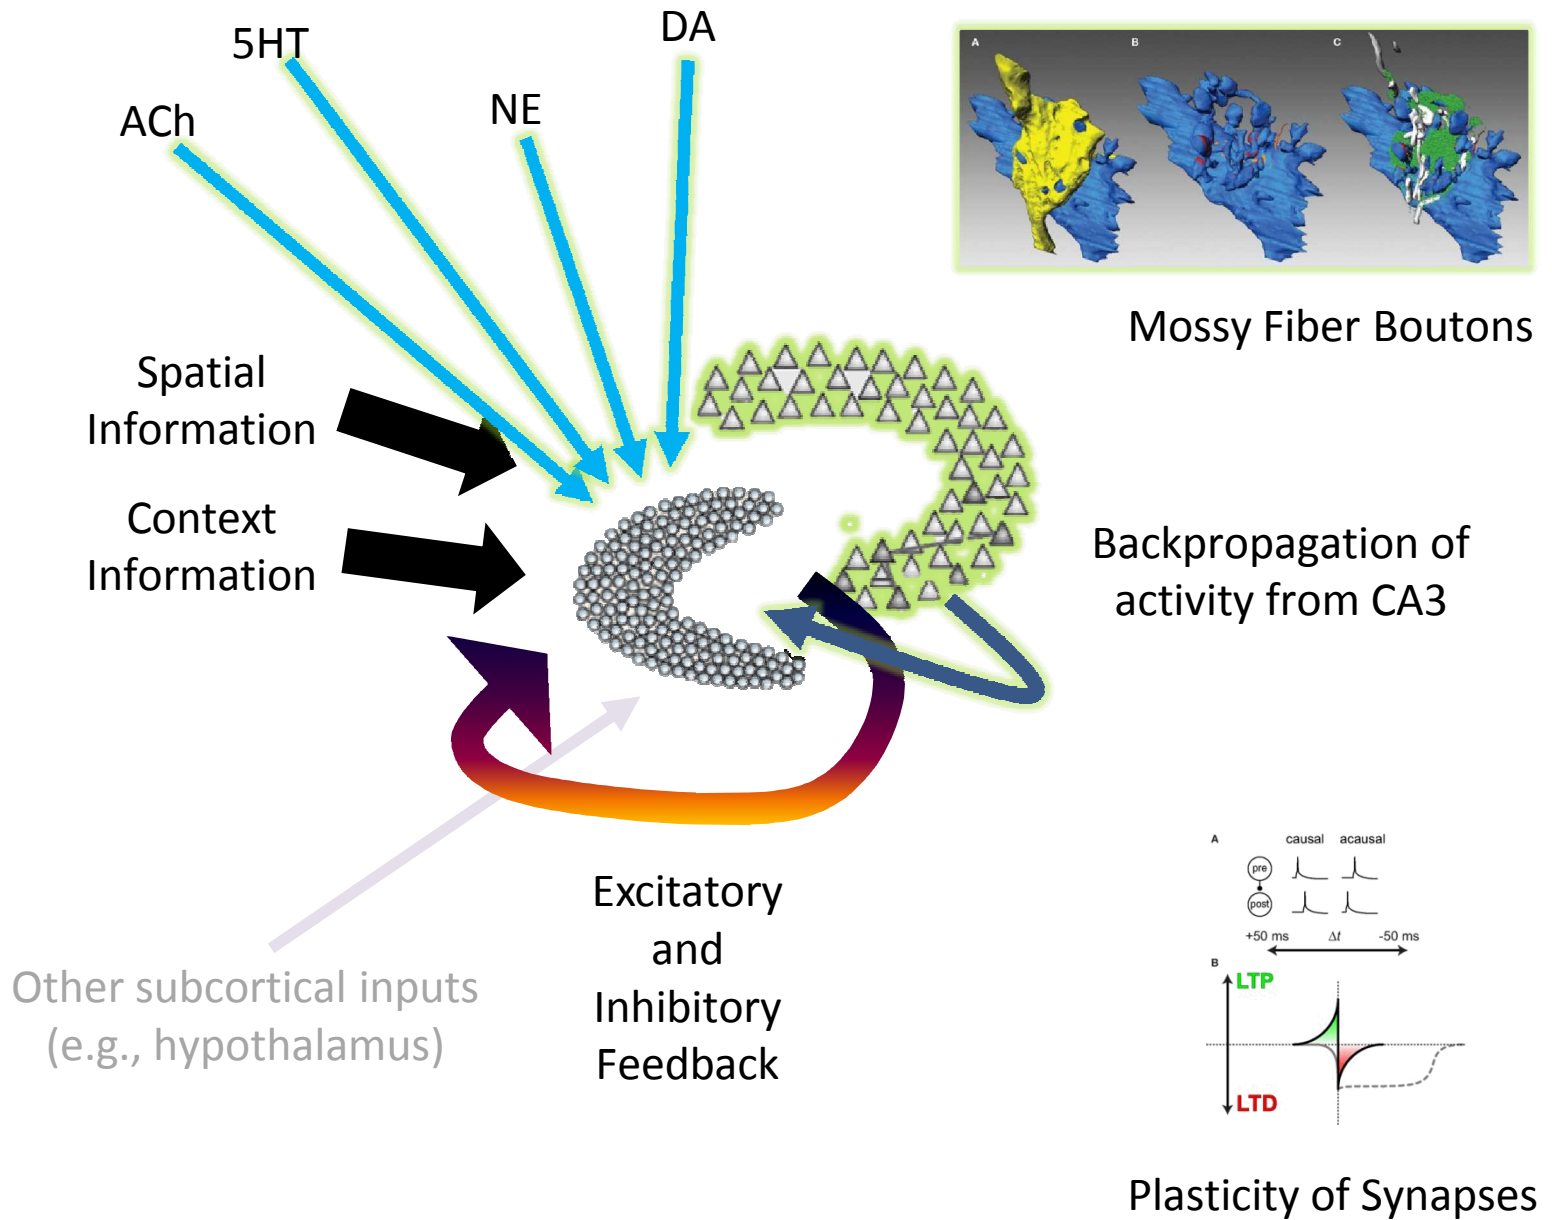 5HT
DA
ACh
NE
A
B
C
Mossy Fiber Boutons
Spatial
Information
Context
Information
Backpropagation of
activity from CA3
Excitatory
and
Inhibitory
Feedback
Other subcortical inputs
(e.g., hypothalamus)
A
causal acausal
pre
post
+50 ms Δt -50 ms
B
LTP
LTD
Plasticity of Synapses